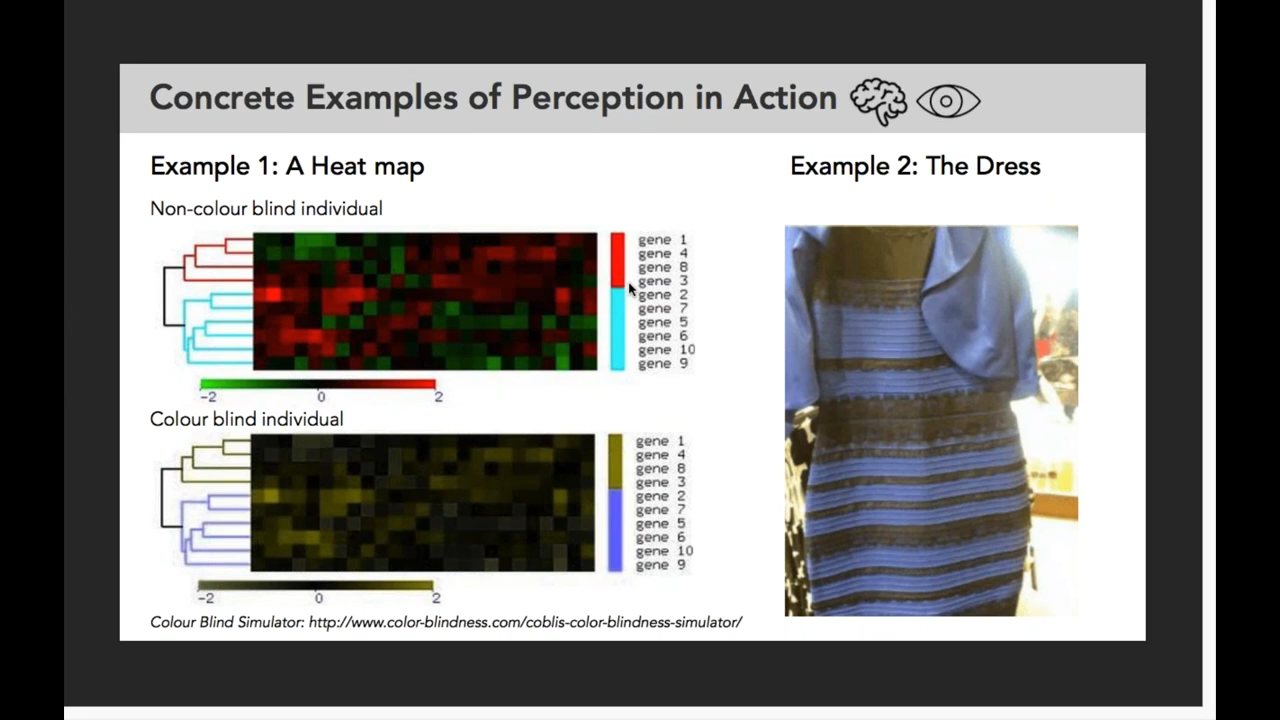 Concrete Examples of Perception in Action
Example 1: A Heat map
Non-colour blind individual
gene 1
gene 4
gene 8
gene 3
gene 2
gene 7
gene 5
gene 6
gene 10
gene 9
-2 0 2
Colour blind individual
gene 1
gene 4
gene 8
gene 3
gene 2
gene 7
gene 5
gene 6
gene 10
gene 9
-2 0 2
Colour Blind Simulator: http://www.color-blindness.com/coblis-color-blindness-simulator/
Example 2: The Dress